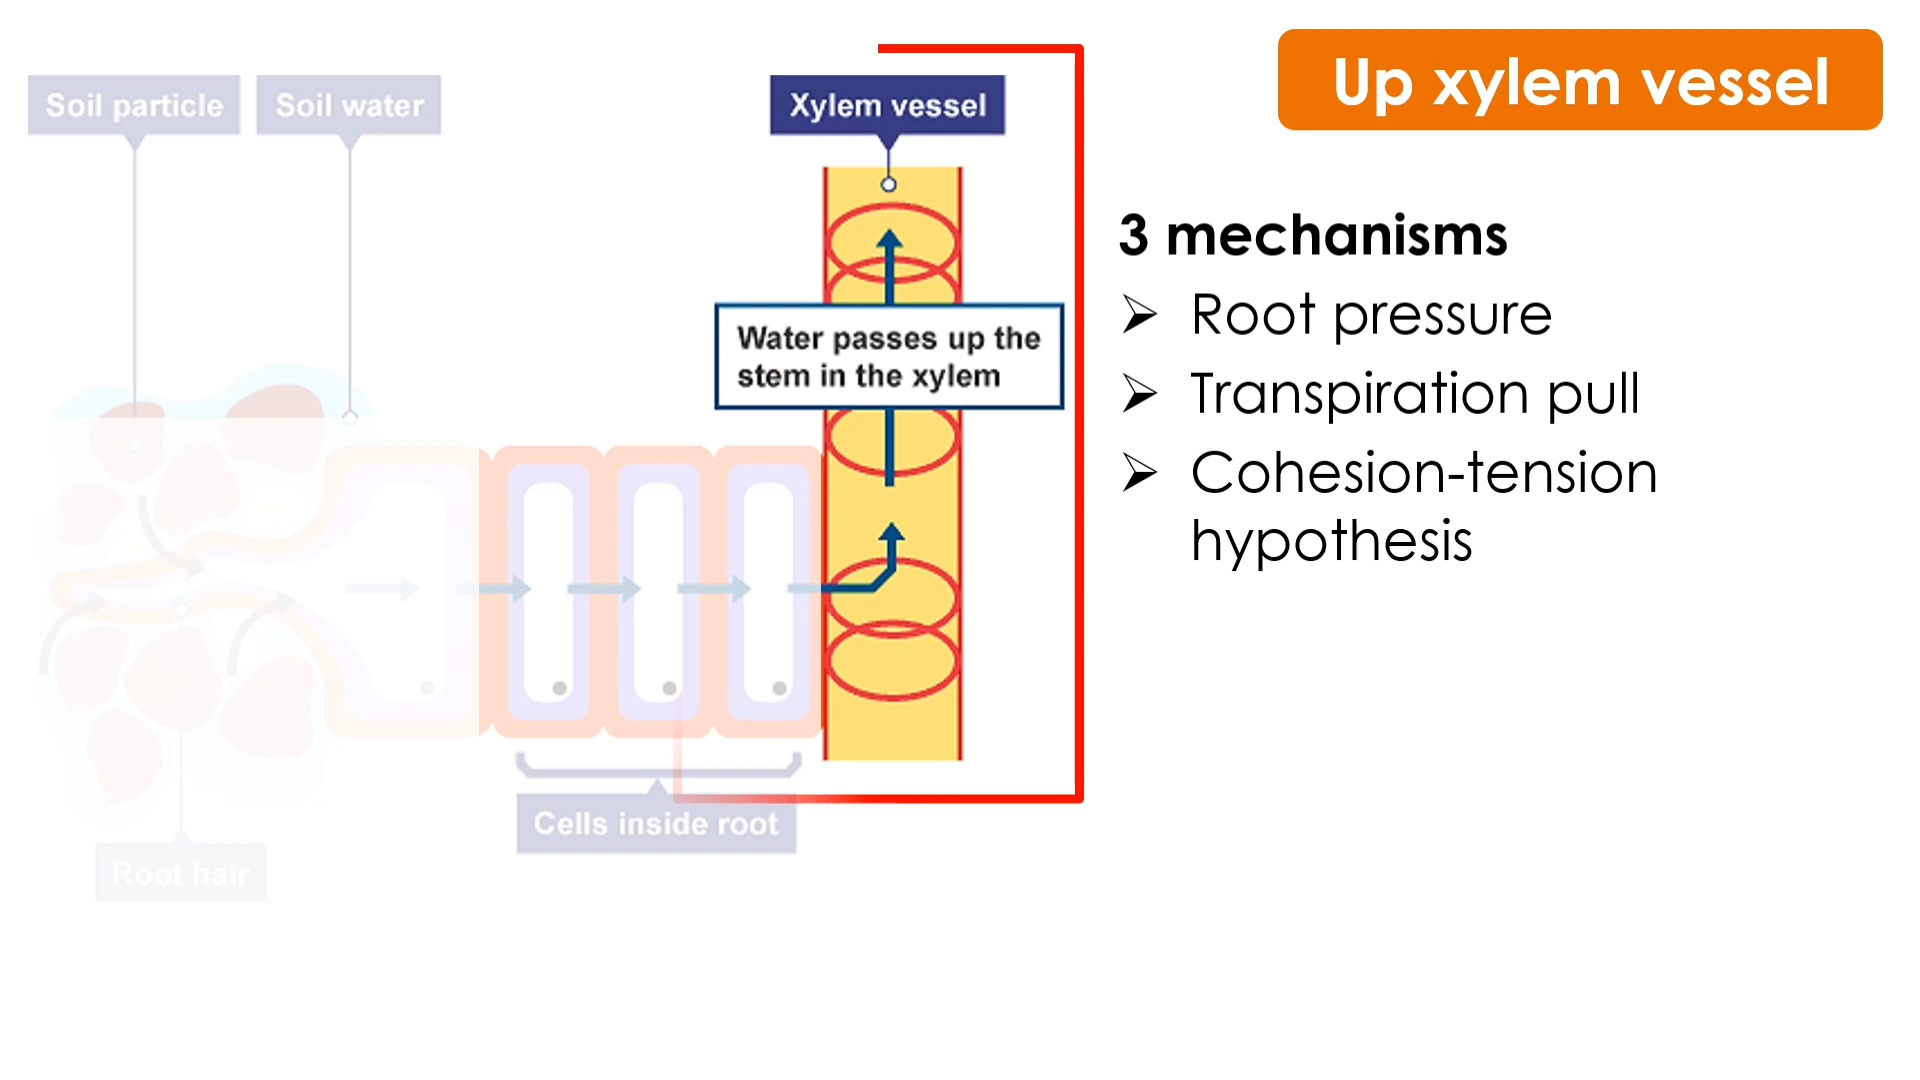 Soil particle
Soil water
Xylem vessel
Water passes up the
stem in the xylem
Cells inside root
Root hair
Up xylem vessel
3 mechanisms
➢ Root pressure
➢ Transpiration pull
➢ Cohesion-tension
hypothesis